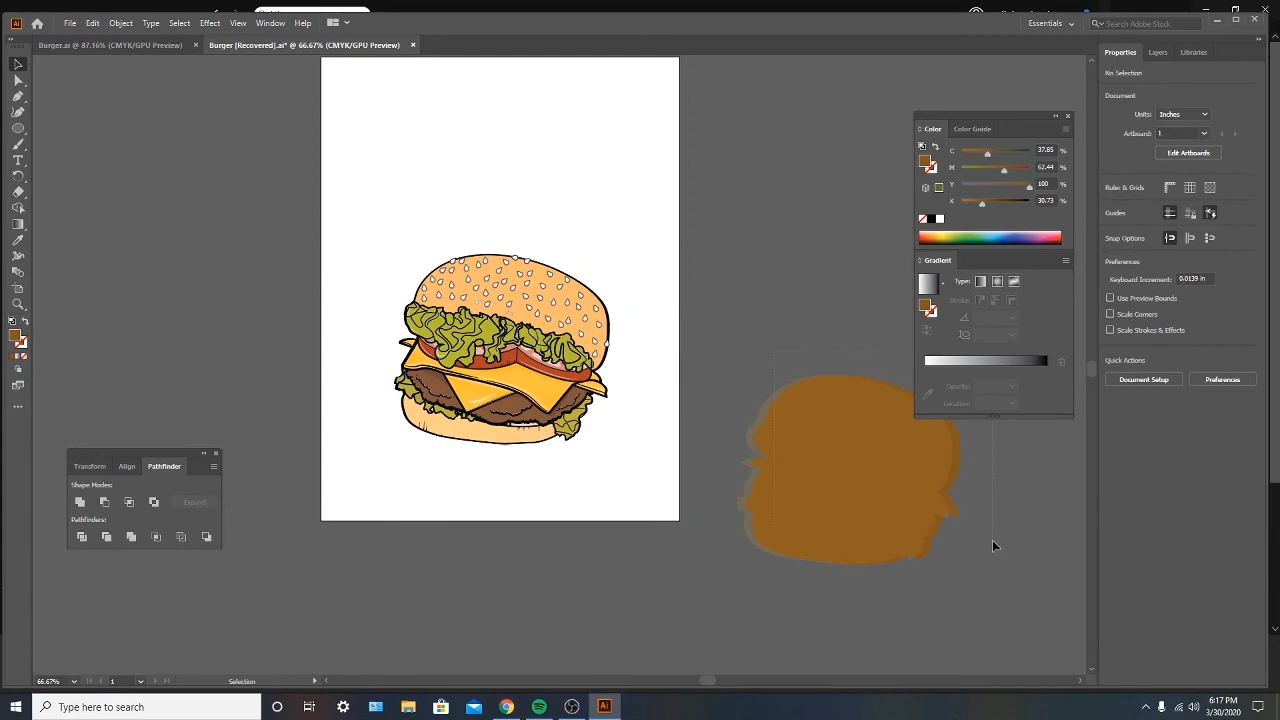 Ai File Edit Object Type Select Effect View Window Help Essentials Search Adobe Stock
Burger.ai @ 87.16% (CMYK/GPU Preview) × Burger [Recovered].ai* @ 66.67% (CMYK/GPU Preview) ×
Properties Layers Libraries
No Selection
Document
Units: Inches
Artboard: 1
Edit Artboards
Ruler & Grids
Guides
Snap Options
Preferences
Keyboard Increment: 0.0139 in
Use Preview Bounds
Scale Corners
Scale Strokes & Effects
Quick Actions
Document Setup Preferences
Color Color Guide
C 37.85 %
M 62.44 %
Y 100 %
K 30.73 %
Gradient
Type:
Stroke:
Opacity:
Location:
Transform Align Pathfinder
Shape Modes:
Expand
Pathfinders:
66.67% 1 Selection
Type here to search
Ai
6:17 PM
3/30/2020